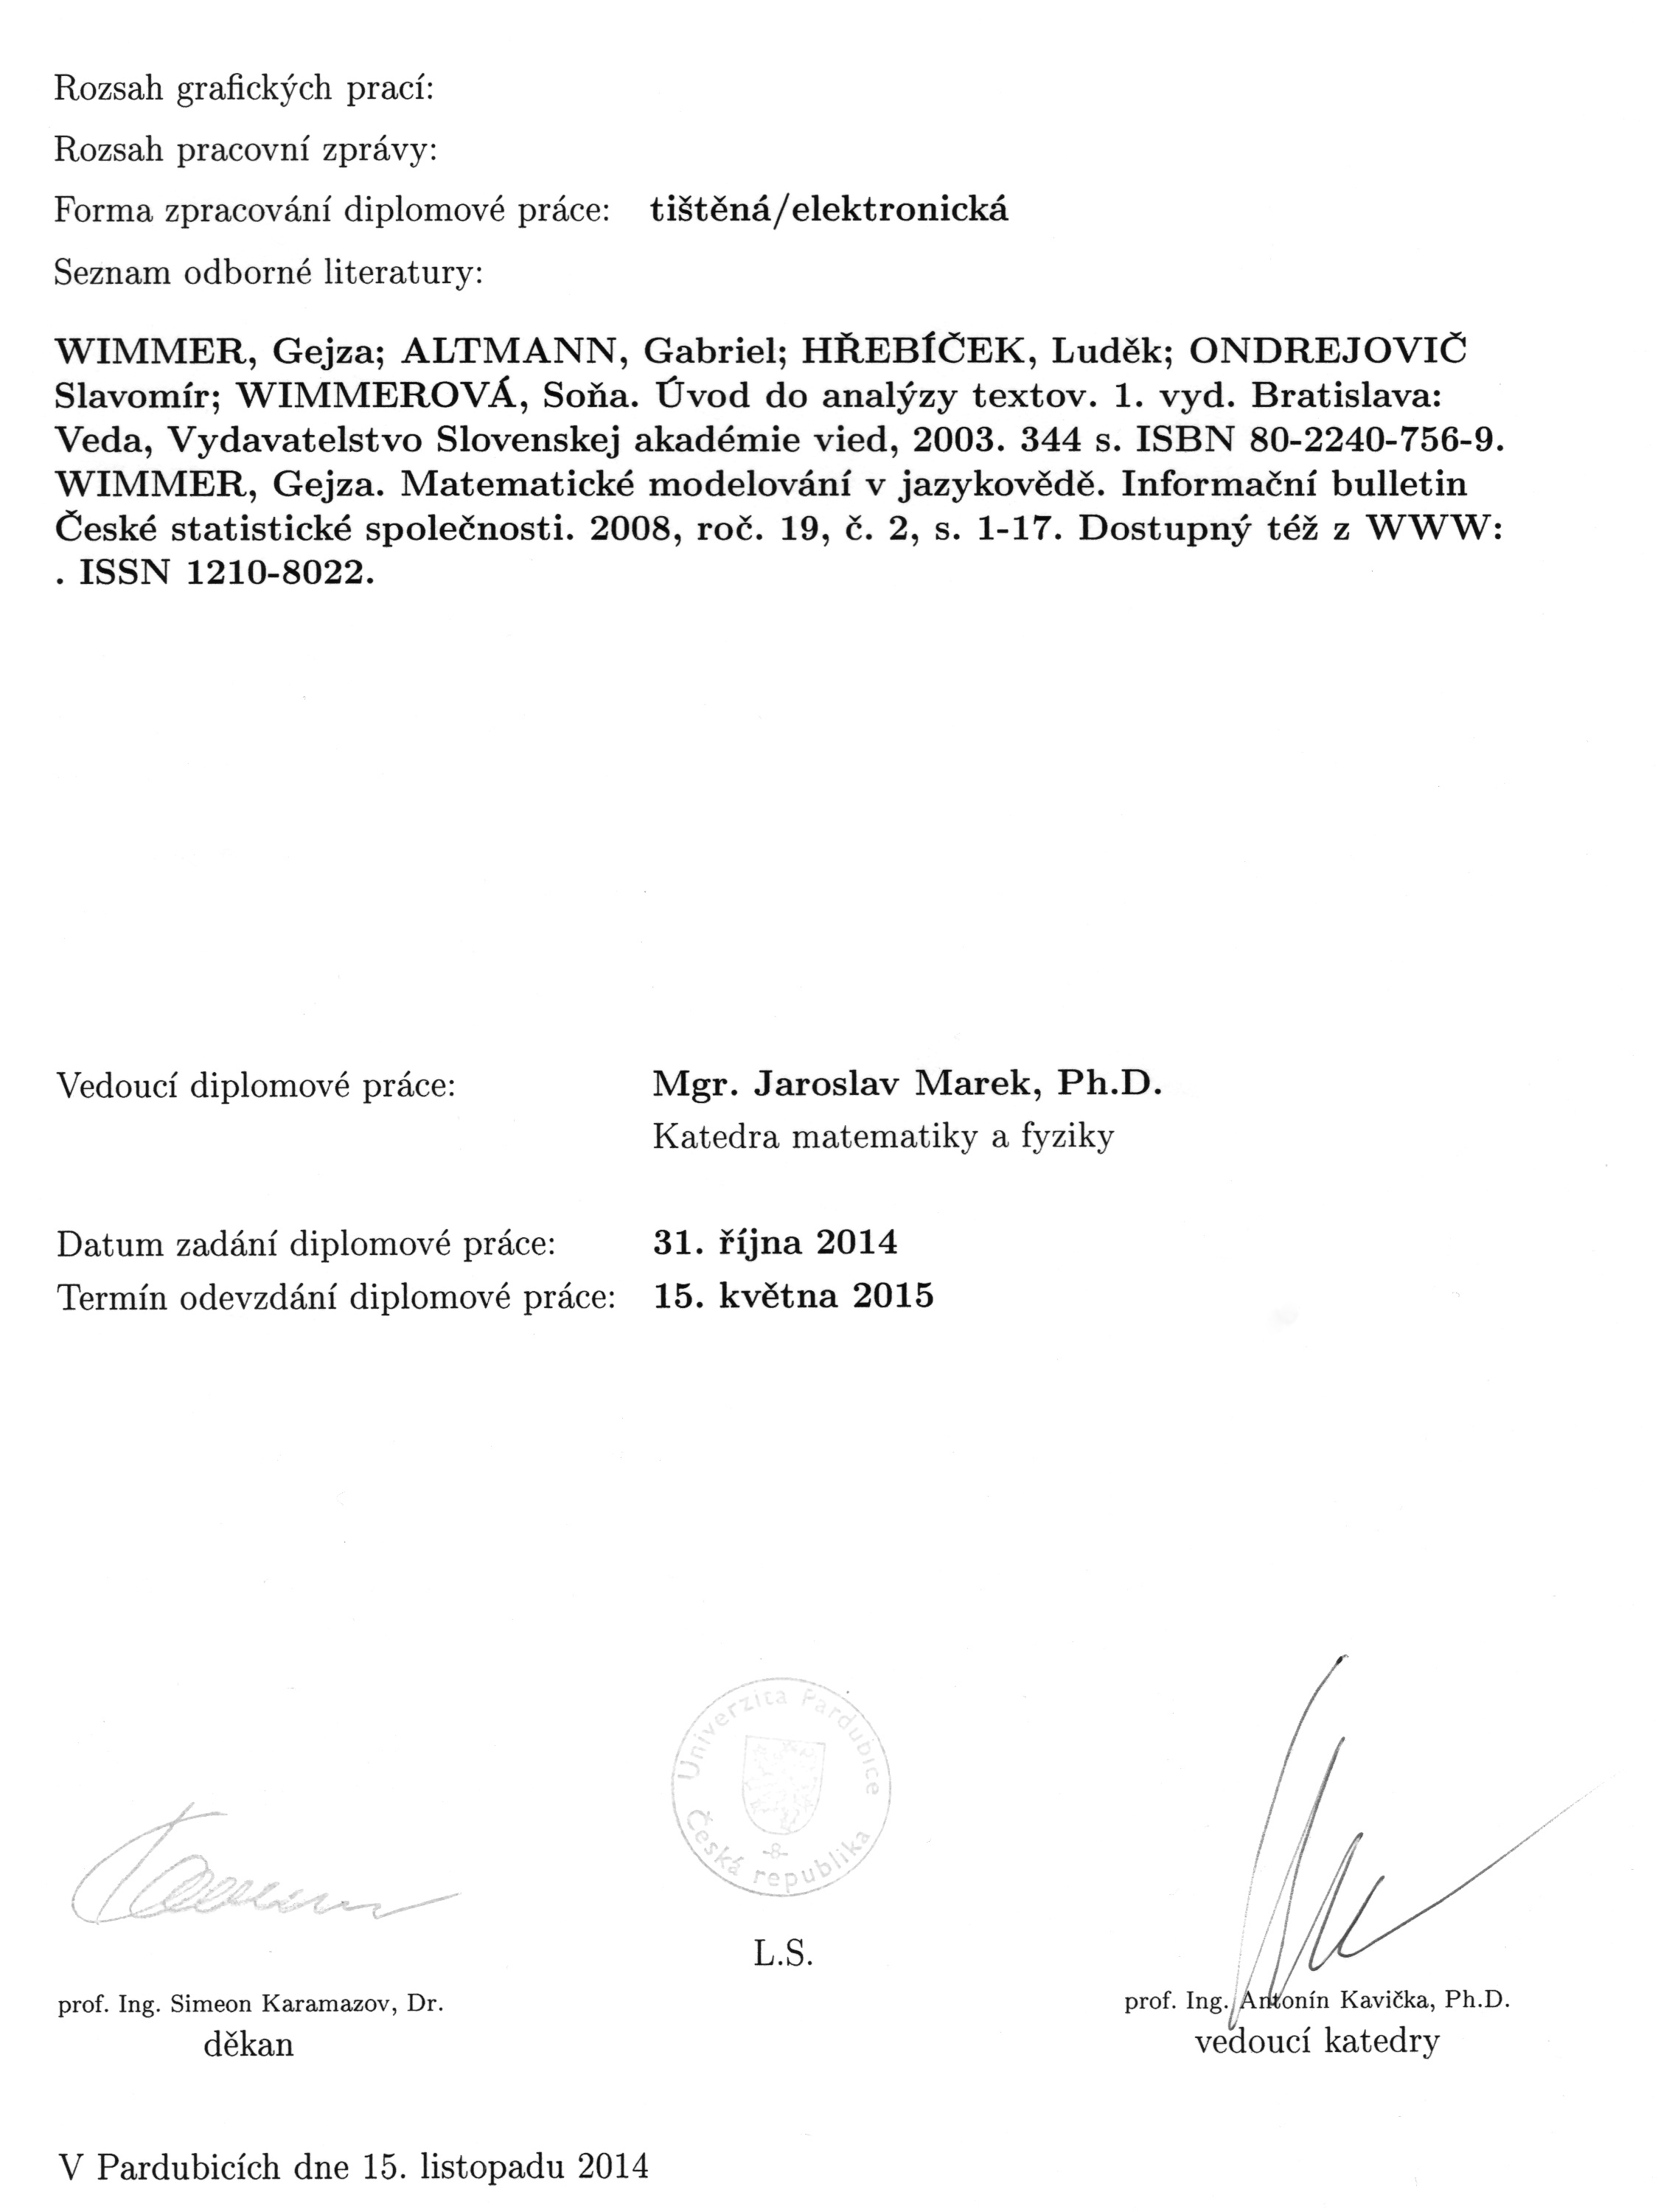 Rozsah grafických prací:
Rozsah pracovní zprávy:
Forma zpracování diplomové práce: tištěná/elektronická
Seznam odborné literatury:
WIMMER, Gejza; ALTMANN, Gabriel; HŘEBÍČEK, Luděk; ONDREJOVIČ
Slavomír; WIMMEROVÁ, Soňa. Úvod do analýzy textov. 1. vyd. Bratislava:
Veda, Vydavatelstvo Slovenskej akadémie vied, 2003. 344 s. ISBN 80-2240-756-9.
WIMMER, Gejza. Matematické modelování v jazykovědě. Informační bulletin
České statistické společnosti. 2008, roč. 19, č. 2, s. 1-17. Dostupný též z WWW:
. ISSN 1210-8022.
Vedoucí diplomové práce: Mgr. Jaroslav Marek, Ph.D.
Katedra matematiky a fyziky
Datum zadání diplomové práce: 31. října 2014
Termín odevzdání diplomové práce: 15. května 2015
Univerzita Pardubice
Česká republika
L.S.
prof. Ing. Simeon Karamazov, Dr.
děkan
prof. Ing. Antonín Kavička, Ph.D.
vedoucí katedry
V Pardubicích dne 15. listopadu 2014